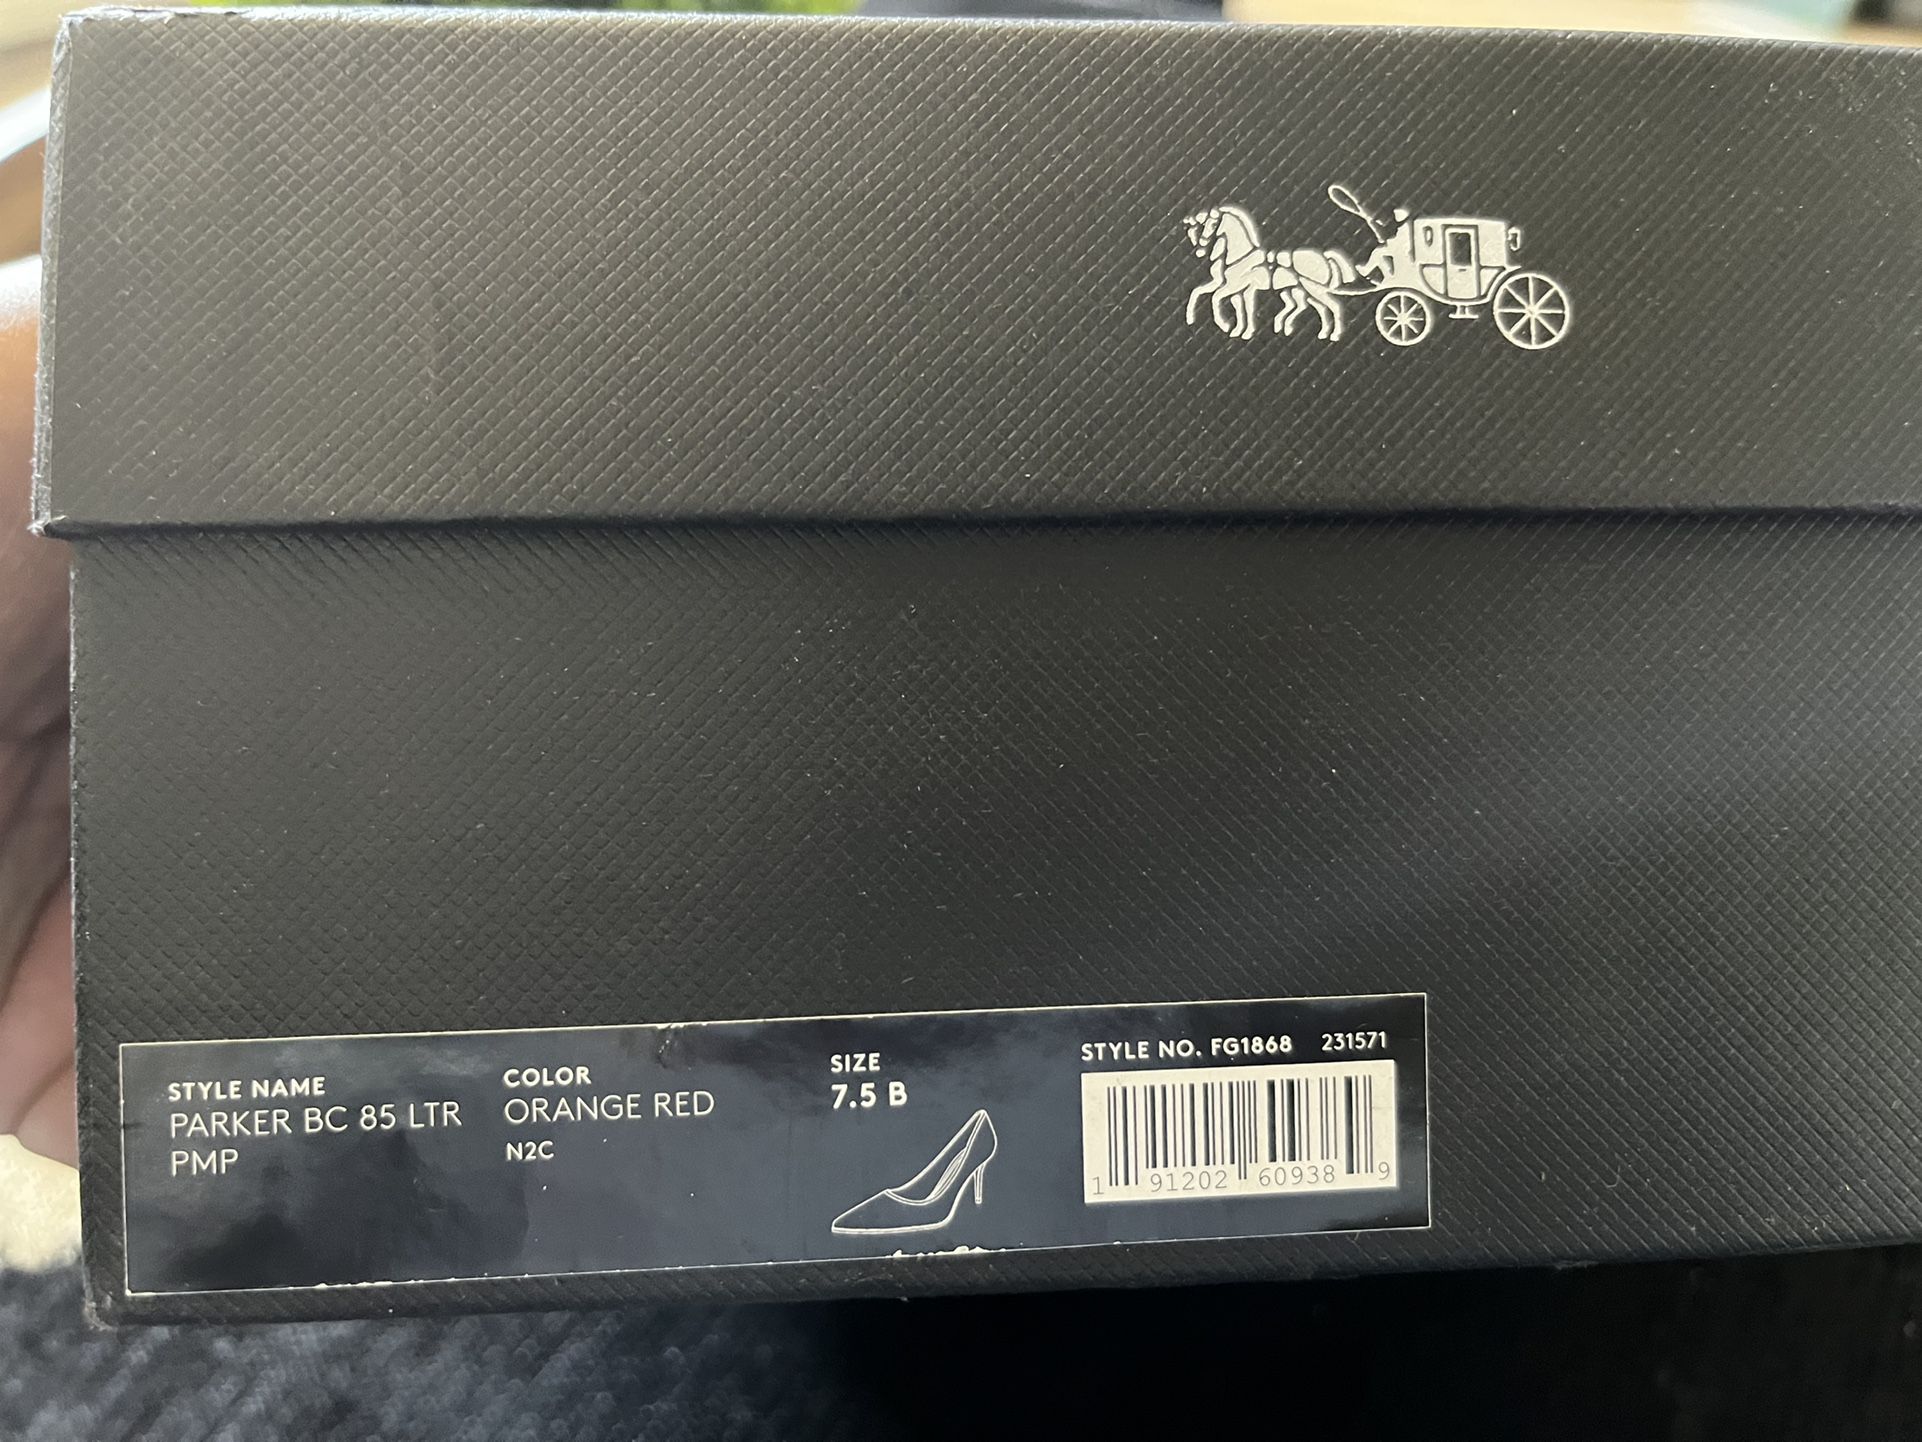 STYLE NAME
PARKER BC 85 LTR
PMP
COLOR
ORANGE RED
N2C
SIZE
7.5 B
STYLE NO. FG1868 231571
1 91202 60938 9